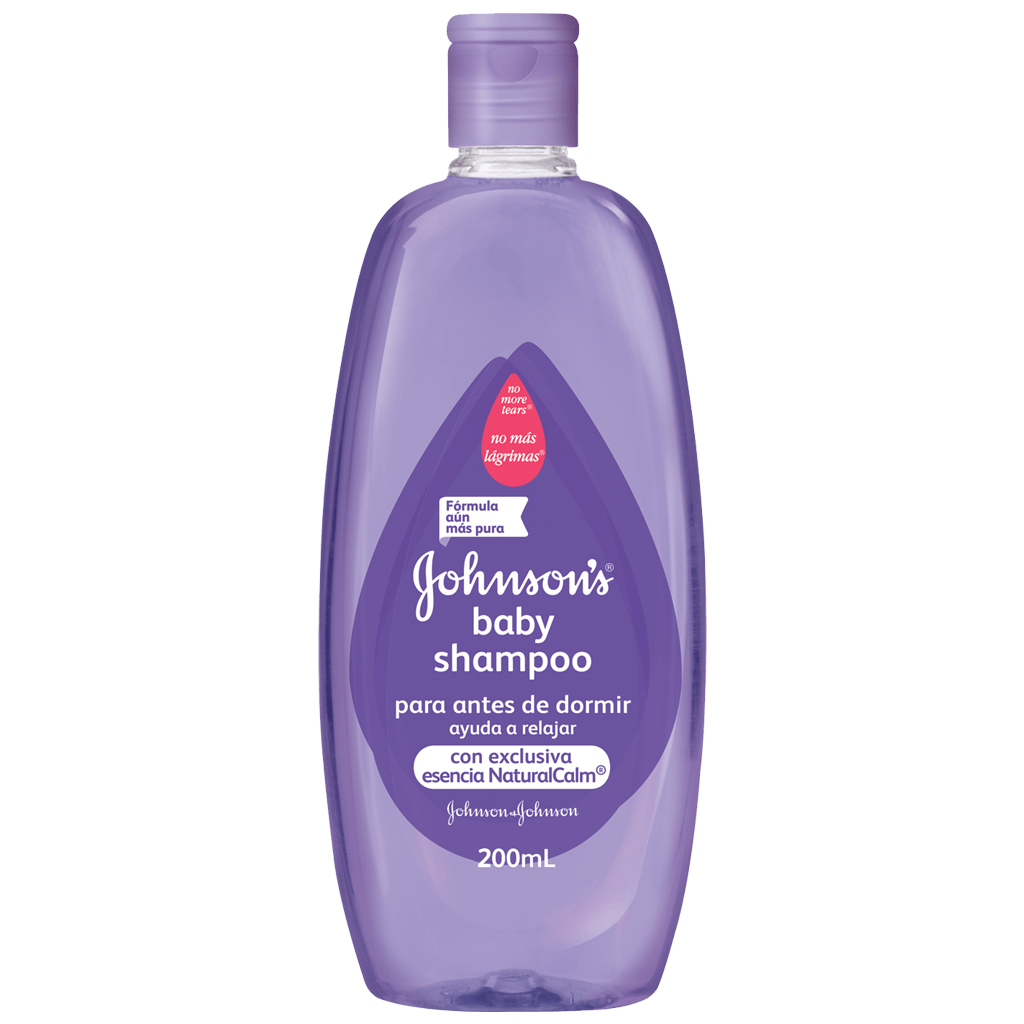 no
more
tears®
no más
lágrimas®
Fórmula
aún
más pura
Johnson's®
baby
shampoo
para antes de dormir
ayuda a relajar
con exclusiva
esencia NaturalCalm®
Johnson & Johnson
200mL